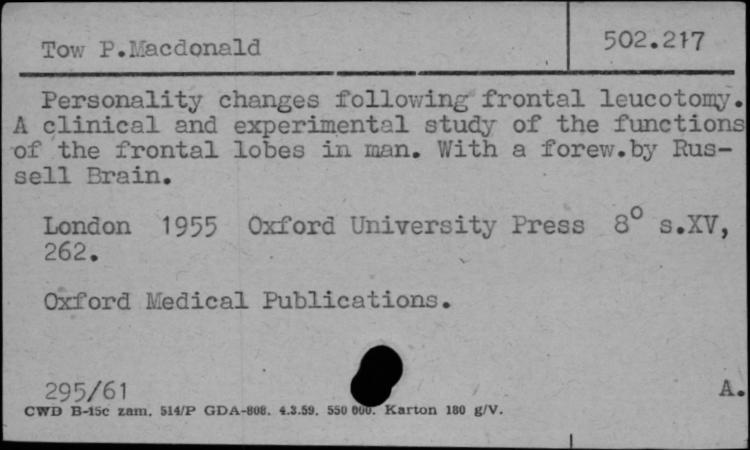 Tow P.Macdonald
502.217
Personality changes following frontal leucotomy.
A clinical and experimental study of the functions
of the frontal lobes in man. With a forew.by Rus-
sell Brain.
London 1955 Oxford University Press 8° s.XV,
262.
Oxford Medical Publications.
295/61
A.
CWD B-15c zam. 514/P GDA-808. 4.3.59. 550 000. Karton 180 g/V.